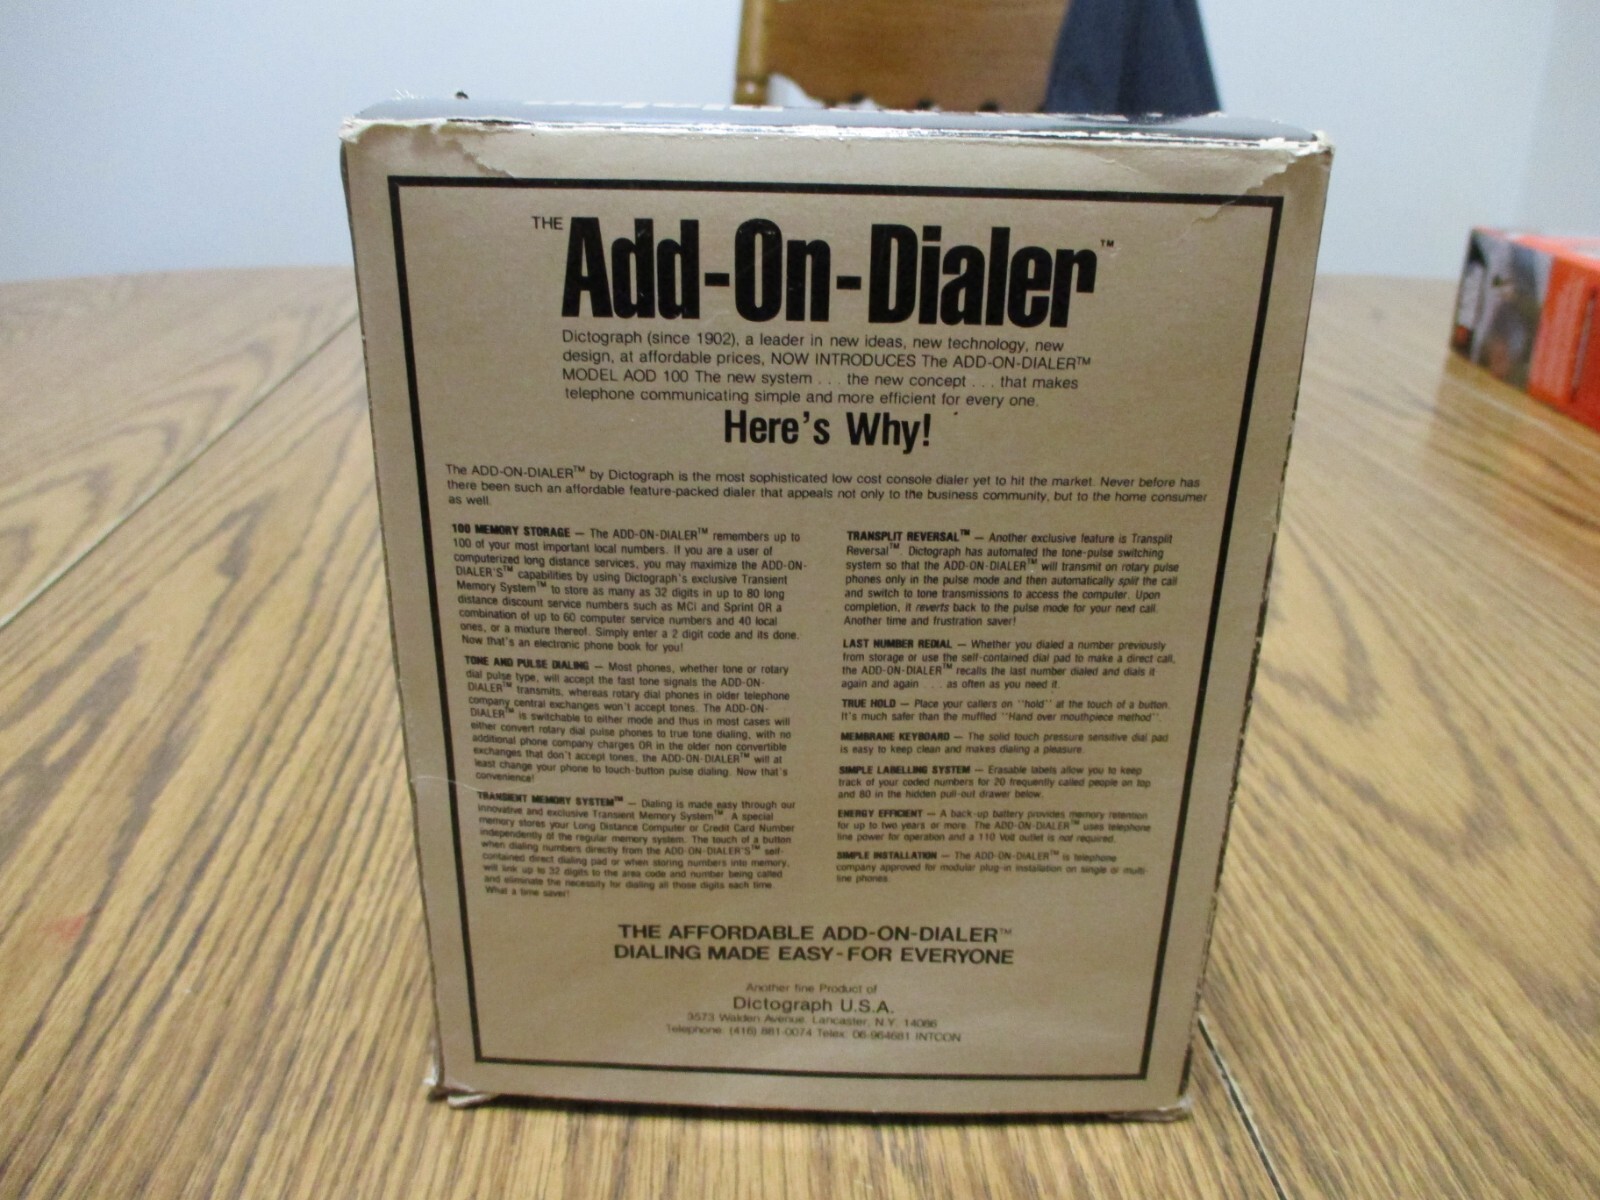 THE Add-On-Dialer™
Dictograph (since 1902), a leader in new ideas, new technology, new
design, at affordable prices, NOW INTRODUCES The ADD-ON-DIALER™
MODEL AOD 100 The new system . . . the new concept . . . that makes
telephone communicating simple and more efficient for every one.
Here's Why!
The ADD-ON-DIALER™ by Dictograph is the most sophisticated low cost console dialer yet to hit the market. Never before has
there been such an affordable feature-packed dialer that appeals not only to the business community, but to the home consumer
as well.
100 MEMORY STORAGE — The ADD-ON-DIALER™ remembers up to
100 of your most important local numbers. If you are a user of
computerized long distance services, you may maximize the ADD-ON-
DIALER'S™ capabilities by using Dictograph's exclusive Transient
Memory System™ to store as many as 32 digits in up to 80 long
distance discount service numbers such as MCI and Sprint OR a
combination of up to 60 computer service numbers and 40 local
ones, or a mixture thereof. Simply enter a 2 digit code and its done.
Now that's an electronic phone book for you!
TONE AND PULSE DIALING — Most phones, whether tone or rotary
dial pulse type, will accept the fast tone signals the ADD-ON-
DIALER™ transmits, whereas rotary dial phones in older telephone
company central exchanges won't accept tones. The ADD-ON-
DIALER™ is switchable to either mode and thus in most cases will
either convert rotary dial pulse phones to true tone dialing, with no
additional phone company charges OR in the older non convertible
exchanges that don't accept tones, the ADD-ON-DIALER™ will at
least change your phone to touch-button pulse dialing. Now that's
convenience!
TRANSIENT MEMORY SYSTEM™ — Dialing is made easy through our
innovative and exclusive Transient Memory System™ A special
memory stores your Long Distance Computer or Credit Card Number
independently of the regular memory system. The touch of a button
when dialing numbers directly from the ADD-ON-DIALER'S™ self-
contained direct dialing pad or when storing numbers into memory,
will link up to 32 digits to the area code and number being called
and eliminate the necessity for dialing all those digits each time.
What a time saver!
TRANSPLIT REVERSAL™ — Another exclusive feature is Transplit
Reversal™ Dictograph has automated the tone-pulse switching
system so that the ADD-ON-DIALER™ will transmit on rotary pulse
phones only in the pulse mode and then automatically split the call
and switch to tone transmissions to access the computer. Upon
completion, it reverts back to the pulse mode for your next call.
Another time and frustration saver!
LAST NUMBER REDIAL — Whether you dialed a number previously
from storage or use the self-contained dial pad to make a direct call,
the ADD-ON-DIALER™ recalls the last number dialed and dials it
again and again . . . as often as you need it.
TRUE HOLD — Place your callers on "hold" at the touch of a button.
It's much safer than the muffled "Hand over mouthpiece method".
MEMBRANE KEYBOARD — The solid touch pressure sensitive dial pad
is easy to keep clean and makes dialing a pleasure.
SIMPLE LABELLING SYSTEM — Erasable labels allow you to keep
track of your coded numbers for 20 frequently called people on top
and 80 in the hidden pull-out drawer below.
ENERGY EFFICIENT — A back-up battery provides memory retention
for up to two years or more. The ADD-ON-DIALER™ uses telephone
line power for operation and a 110 Volt outlet is not required.
SIMPLE INSTALLATION — The ADD-ON-DIALER™ is telephone
company approved for modular plug-in installation on single or multi-
line phones.
THE AFFORDABLE ADD-ON-DIALER™
DIALING MADE EASY-FOR EVERYONE
Another fine Product of
Dictograph U.S.A.
3573 Walden Avenue, Lancaster, N.Y. 14086
Telephone: (416) 881-0074 Telex: 06-964681 INTCON